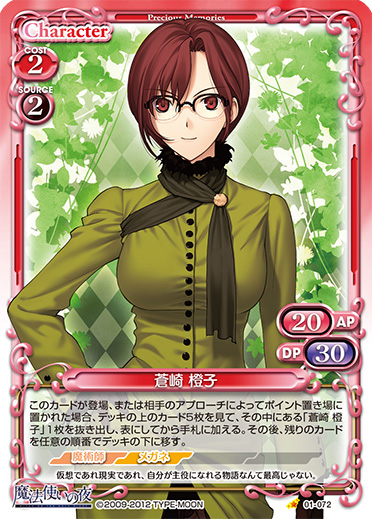 Precious Memories
Character
COST
2
SOURCE
2
20 AP
DP 30
蒼崎 橙子
このカードが登場、または相手のアプローチによってポイント置き場に
置かれた場合、デッキの上のカード5枚を見て、その中にある「蒼崎 橙
子」1枚を抜き出し、表にしてから手札に加える。その後、残りのカード
を任意の順番でデッキの下に移す。
魔術師 メガネ
仮想であれ現実であれ、自分が主役になれる物語なんて最高じゃない。
魔法使いの夜 ©2009-2012 TYPE-MOON 01-072